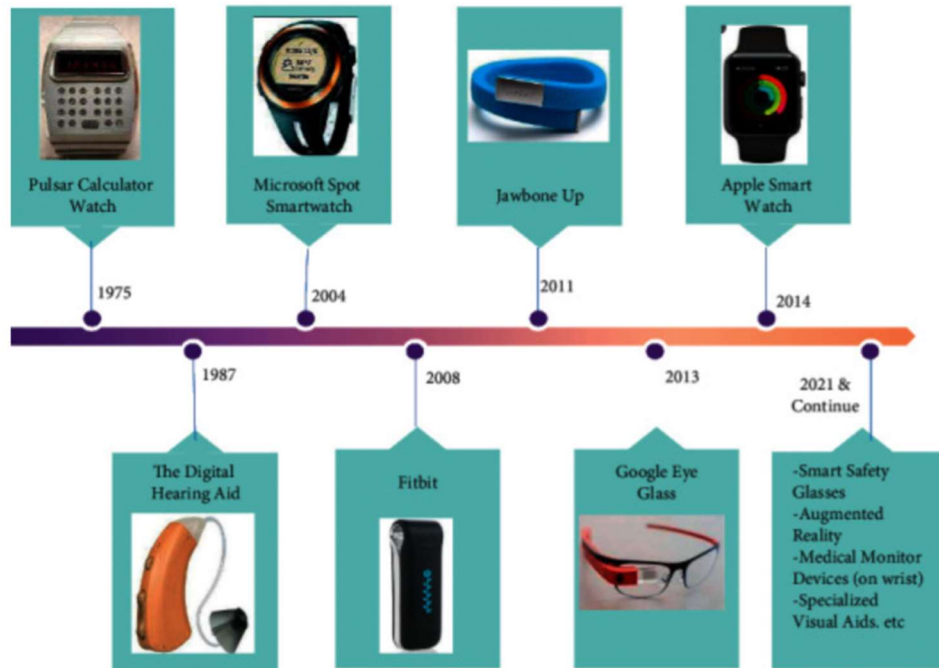 Pulsar Calculator
Watch
Microsoft Spot
Smartwatch
Jawbone Up
Apple Smart
Watch
1975
2004
2011
2014
1987
2008
2013
2021 &
Continue
The Digital
Hearing Aid
Fitbit
Google Eye
Glass
-Smart Safety
Glasses
-Augmented
Reality
-Medical Monitor
Devices (on wrist)
-Specialized
Visual Aids. etc